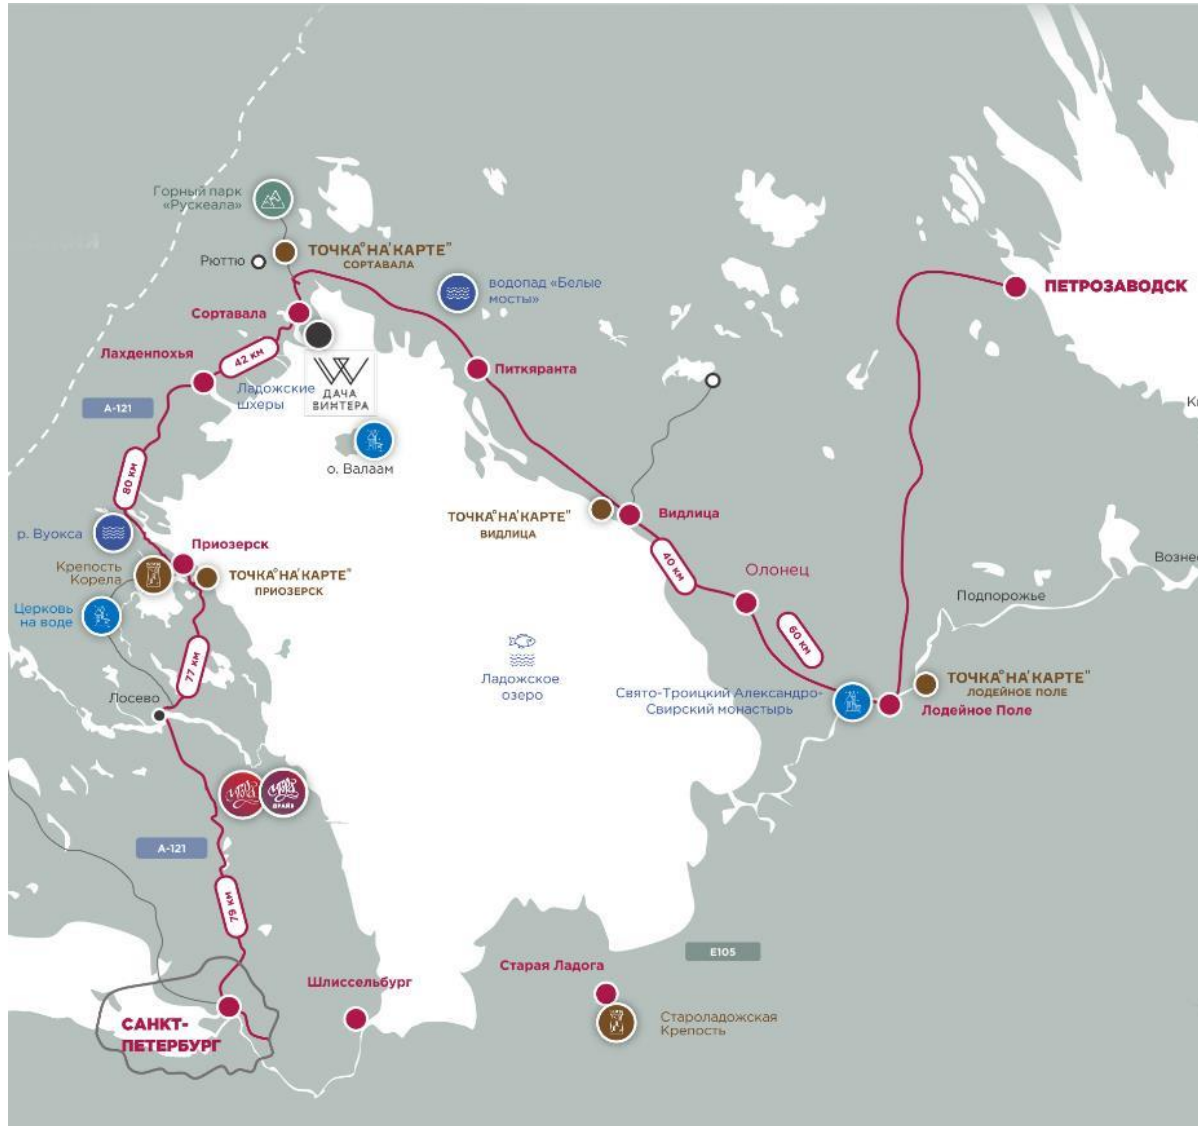 Горный парк
«Рускеала»
ТОЧКА НА КАРТЕ
СОРТАВАЛА
Рюттю
водопад «Белые
мосты»
ПЕТРОЗАВОДСК
Сортавала
Лахденпохья
42 КМ
Питкяранта
Ладожские
шхеры
ДАЧА
ВИНТЕРА
А-121
о. Валаам
80 КМ
р. Вуокса
ТОЧКА НА КАРТЕ
ВИДЛИЦА
Видлица
Приозерск
Крепость
Корела
ТОЧКА НА КАРТЕ
ПРИОЗЕРСК
40 КМ
Олонец
Вознес
Подпорожье
Церковь
на воде
60 КМ
77 КМ
Ладожское
озеро
Свято-Троицкий Александро-
Свирский монастырь
ТОЧКА НА КАРТЕ
ЛОДЕЙНОЕ ПОЛЕ
Лодейное Поле
Лосево
ДРАЙВ
А-121
79 КМ
E105
Старая Ладога
Шлиссельбург
Староладожская
Крепость
САНКТ-
ПЕТЕРБУРГ